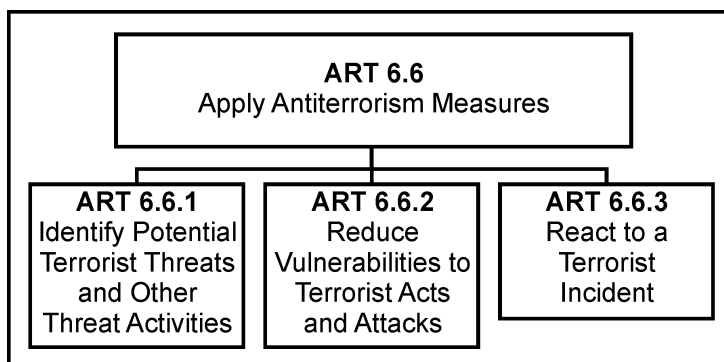 ART 6.6
Apply Antiterrorism Measures
ART 6.6.1
Identify Potential
Terrorist Threats
and Other
Threat Activities
ART 6.6.2
Reduce
Vulnerabilities to
Terrorist Acts
and Attacks
ART 6.6.3
React to a
Terrorist
Incident